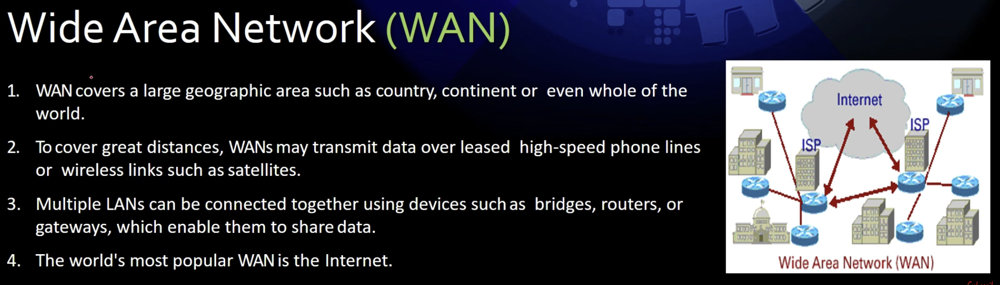 Wide Area Network (WAN)
1. WAN covers a large geographic area such as country, continent or even whole of the
world.
2. To cover great distances, WANs may transmit data over leased high-speed phone lines
or wireless links such as satellites.
3. Multiple LANs can be connected together using devices such as bridges, routers, or
gateways, which enable them to share data.
4. The world's most popular WAN is the Internet.
Internet
ISP
ISP
Wide Area Network (WAN)